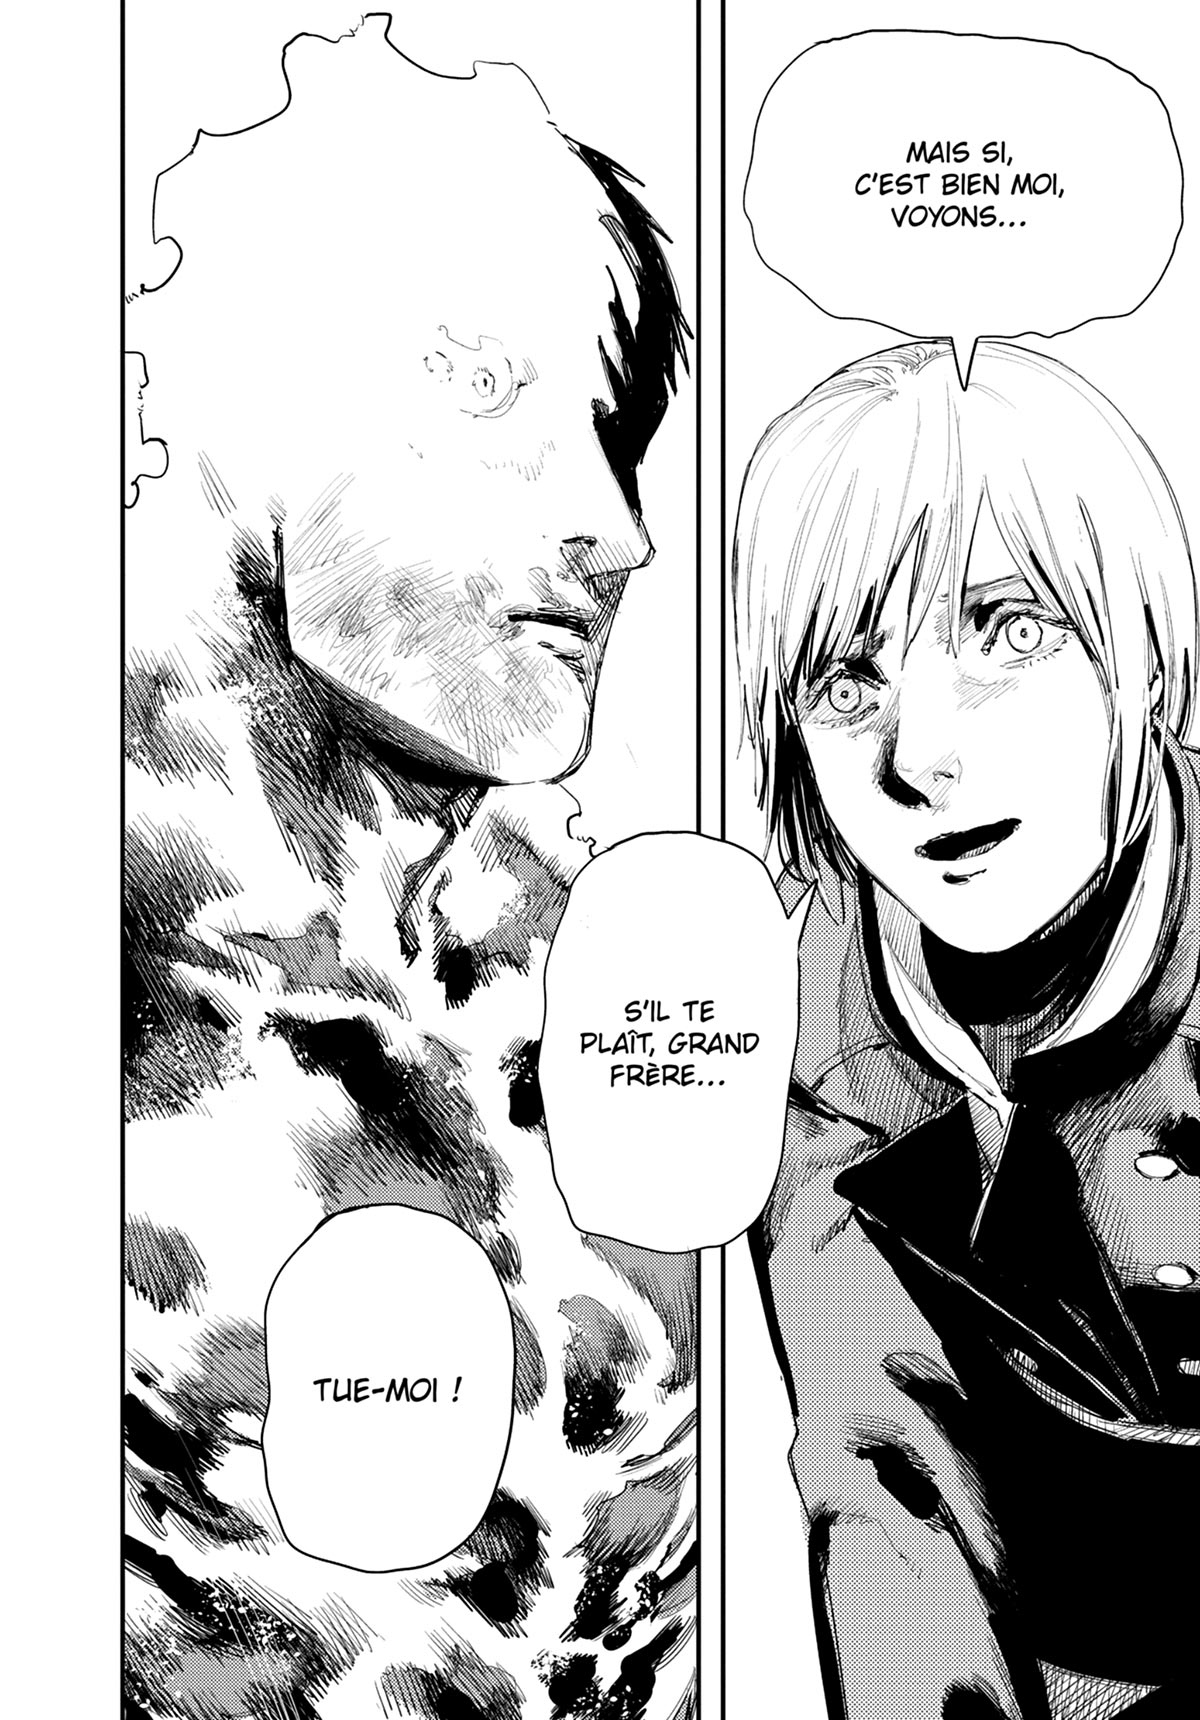 MAIS SI,
C'EST BIEN MOI,
VOYONS...
S'IL TE
PLAÎT, GRAND
FRÈRE...
TUE-MOI !